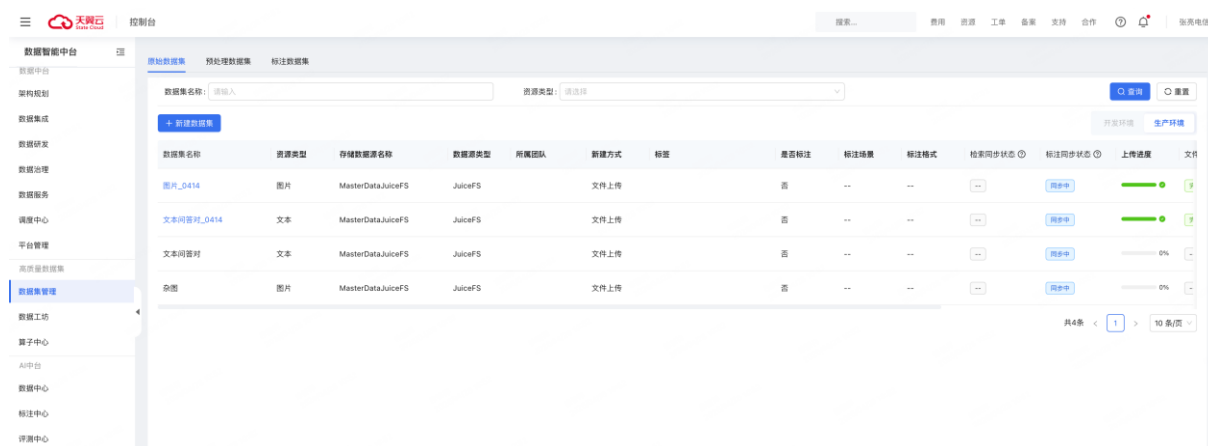 天翼云 State Cloud 控制台 搜索... 费用 资源 工单 备案 支持 合作 张亮电信
数据智能中台
数据中台
架构规划
数据集成
数据研发
数据治理
数据服务
调度中心
平台管理
高质量数据集
数据集管理
数据工坊
算子中心
AI中台
数据中心
标注中心
评测中心
原始数据集 预处理数据集 标注数据集
数据集名称: 请输入 资源类型: 请选择 查询 重置
+ 新建数据集 开发环境 生产环境
数据集名称 资源类型 存储数据源名称 数据源类型 所属团队 新建方式 标签 是否标注 标注场景 标注格式 检索同步状态 标注同步状态 上传进度 文件
图片_0414 图片 MasterDataJuiceFS JuiceFS 文件上传 否 -- -- -- 同步中
文本问答对_0414 文本 MasterDataJuiceFS JuiceFS 文件上传 否 -- -- -- 同步中
文本问答对 文本 MasterDataJuiceFS JuiceFS 文件上传 否 -- -- -- 同步中 0%
杂图 图片 MasterDataJuiceFS JuiceFS 文件上传 否 -- -- -- 同步中 0%
共4条 < 1 > 10 条/页